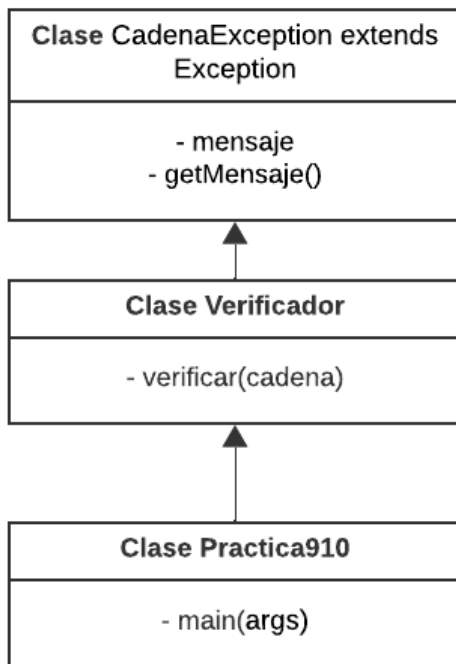 Clase CadenaException extends
Exception
- mensaje
- getMensaje()
Clase Verificador
- verificar(cadena)
Clase Practica910
- main(args)